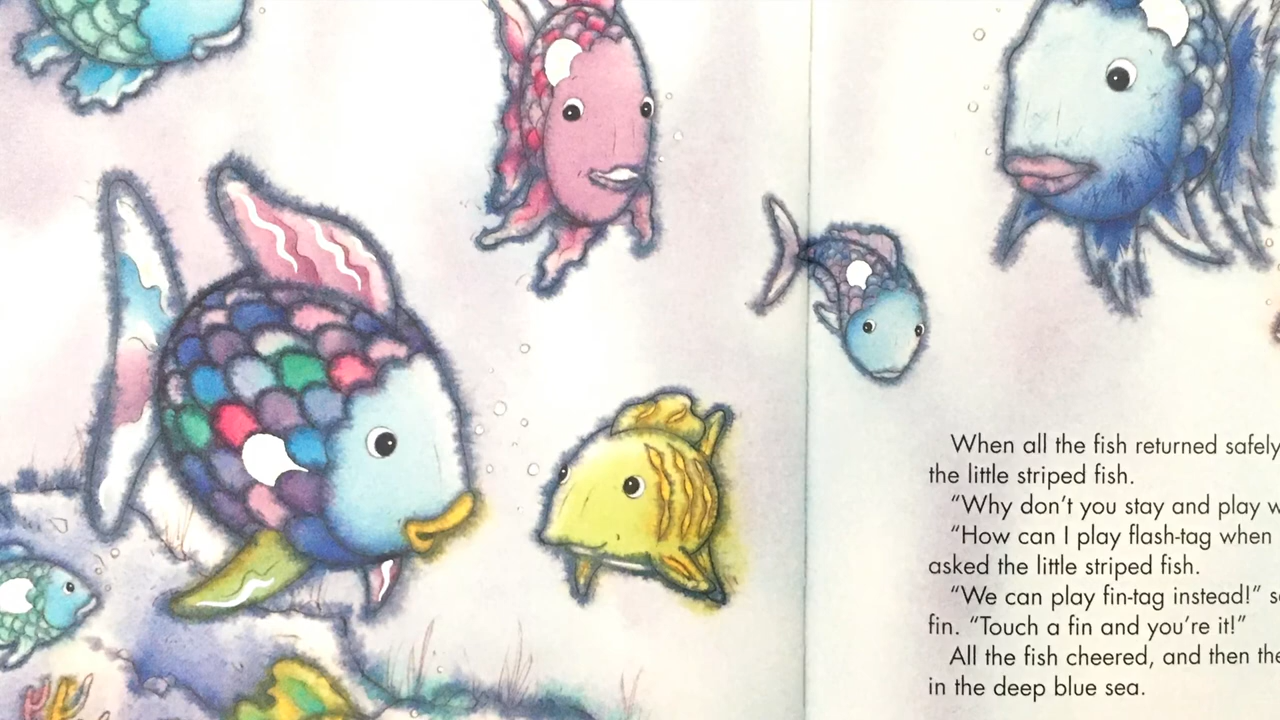 When all the fish returned safely
the little striped fish.
“Why don’t you stay and play
“How can I play flash-tag when
asked the little striped fish.
“We can play fin-tag instead!”
fin. “Touch a fin and you’re it!”
All the fish cheered, and then
in the deep blue sea.